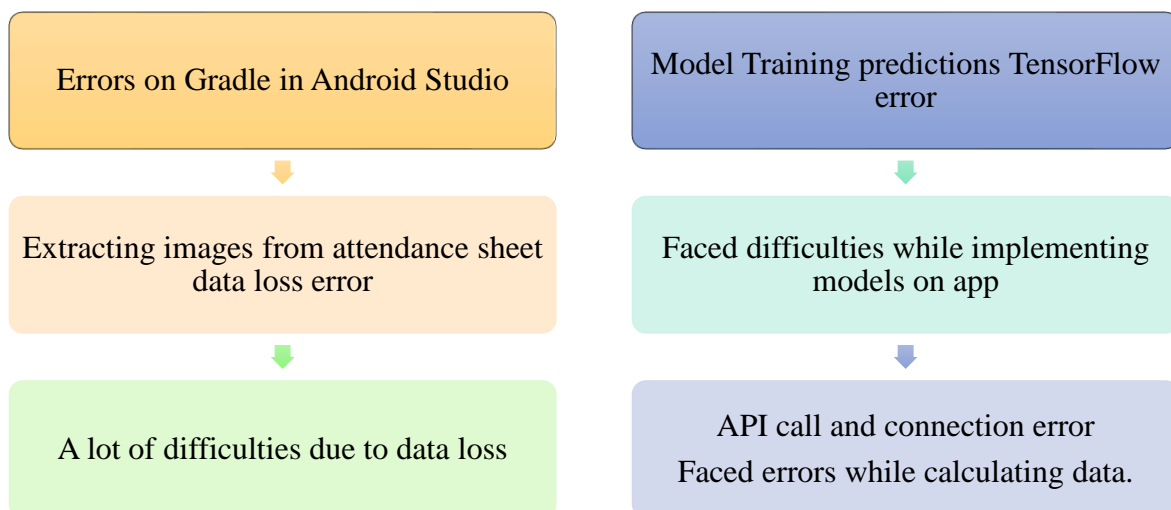 Errors on Gradle in Android Studio
Extracting images from attendance sheet
data loss error
A lot of difficulties due to data loss
Model Training predictions TensorFlow
error
Faced difficulties while implementing
models on app
API call and connection error
Faced errors while calculating data.